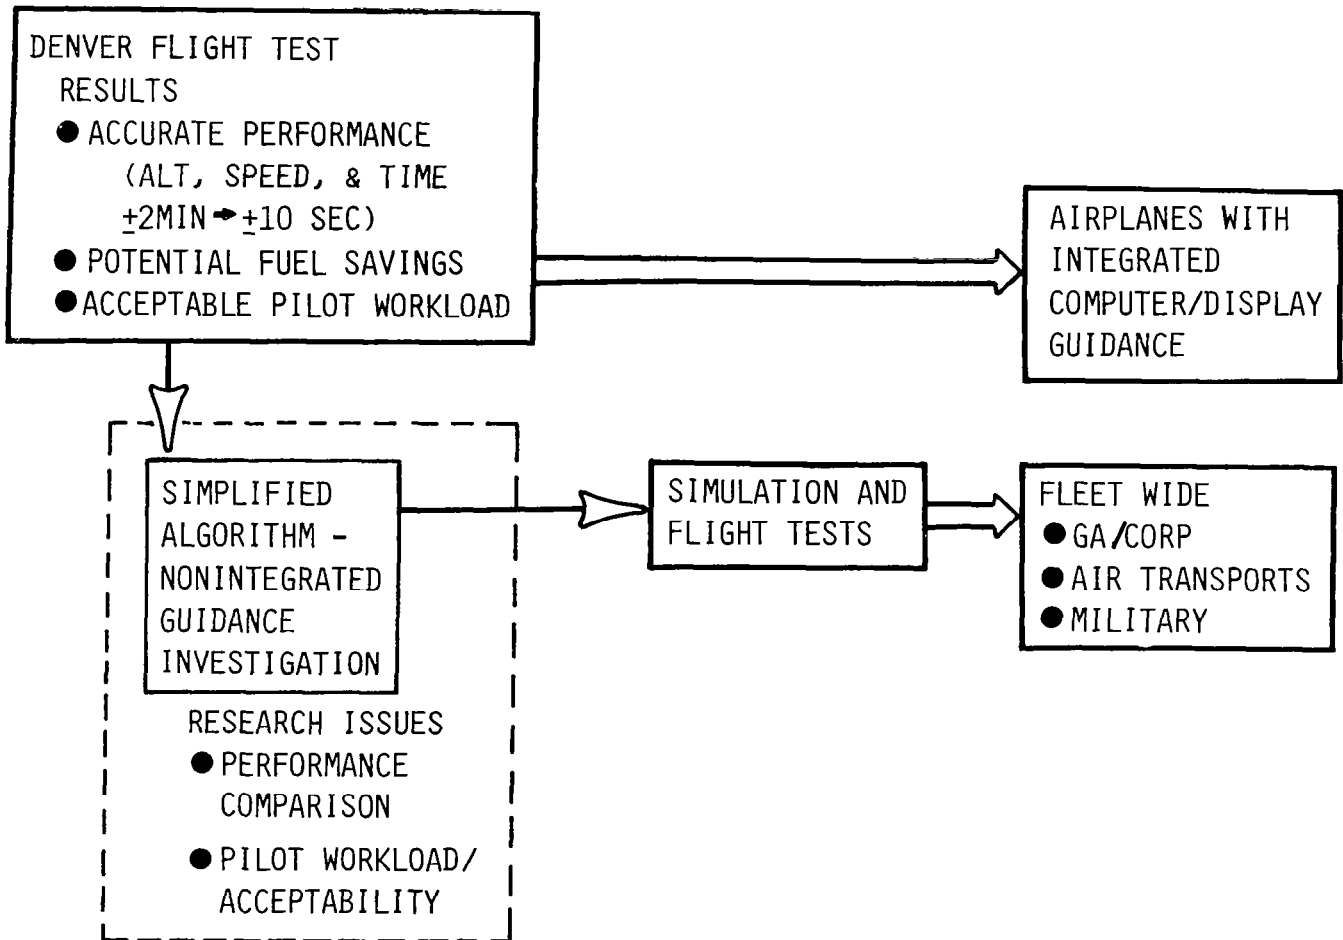 DENVER FLIGHT TEST
RESULTS
● ACCURATE PERFORMANCE
(ALT, SPEED, & TIME
±2MIN → ±10 SEC)
● POTENTIAL FUEL SAVINGS
● ACCEPTABLE PILOT WORKLOAD
AIRPLANES WITH
INTEGRATED
COMPUTER/DISPLAY
GUIDANCE
SIMPLIFIED
ALGORITHM -
NONINTEGRATED
GUIDANCE
INVESTIGATION
RESEARCH ISSUES
● PERFORMANCE
COMPARISON
● PILOT WORKLOAD/
ACCEPTABILITY
SIMULATION AND
FLIGHT TESTS
FLEET WIDE
● GA/CORP
● AIR TRANSPORTS
● MILITARY